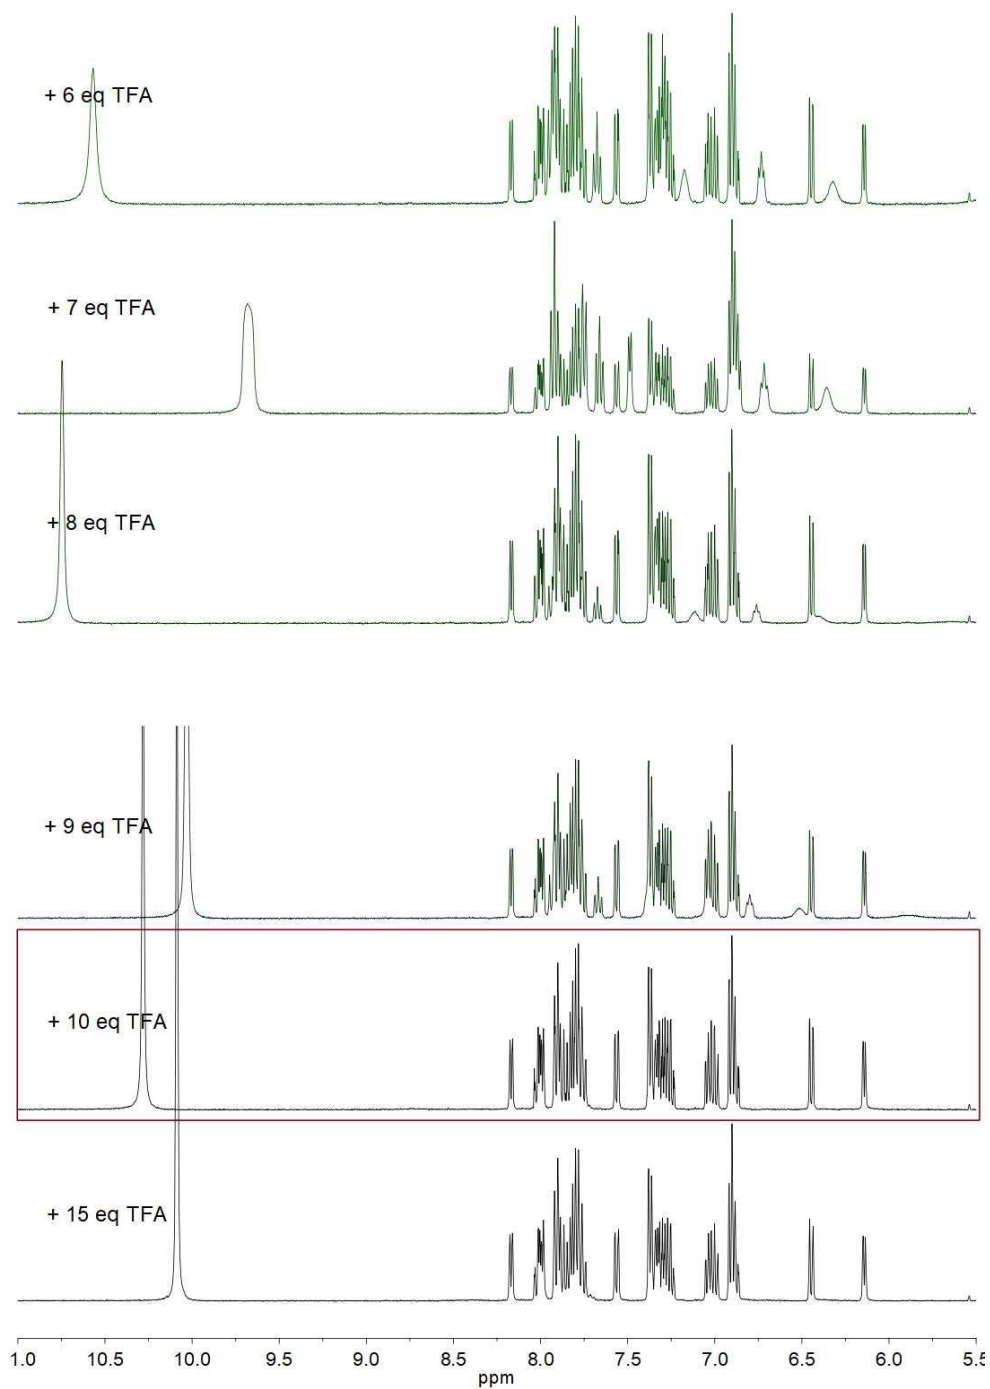 + 6 eq TFA
+ 7 eq TFA
+ 8 eq TFA
+ 9 eq TFA
+ 10 eq TFA
+ 15 eq TFA
1.0 10.5 10.0 9.5 9.0 8.5 8.0 7.5 7.0 6.5 6.0 5.5
ppm